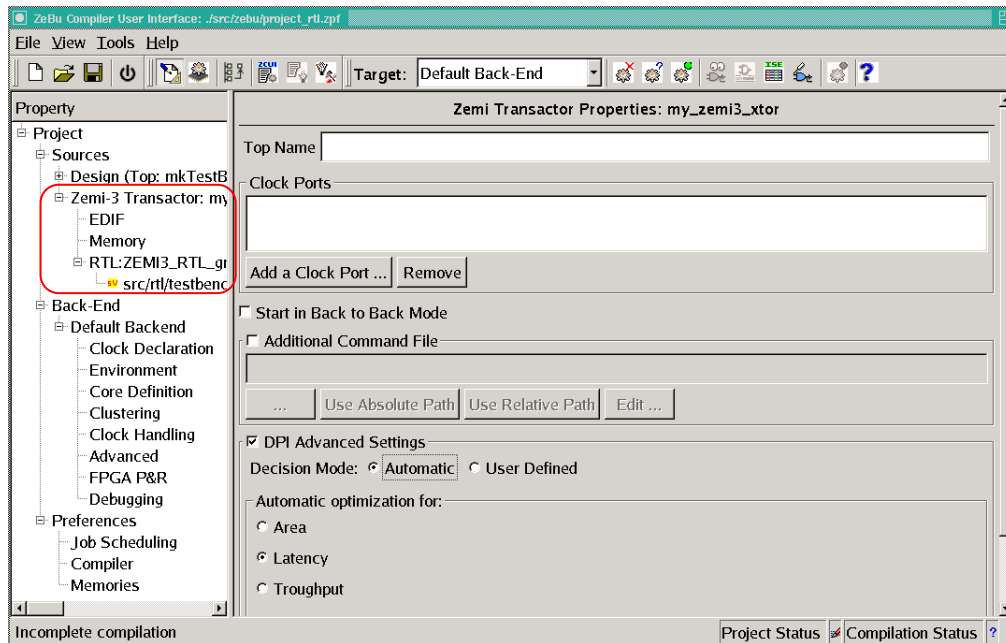 ZeBu Compiler User Interface: ./src/zebu/project_rtl.zpf
File View Tools Help
ZCUI
Target: Default Back-End
ISE
?
Property
Project
Sources
Design (Top: mkTestB
Zemi-3 Transactor: my
EDIF
Memory
RTL:ZEMI3_RTL_gr
SV src/rtl/testbenc
Back-End
Default Backend
Clock Declaration
Environment
Core Definition
Clustering
Clock Handling
Advanced
FPGA P&R
Debugging
Preferences
Job Scheduling
Compiler
Memories
Zemi Transactor Properties: my_zemi3_xtor
Top Name
Clock Ports
Add a Clock Port ... Remove
Start in Back to Back Mode
Additional Command File
... Use Absolute Path Use Relative Path Edit ...
DPI Advanced Settings
Decision Mode: Automatic User Defined
Automatic optimization for:
Area
Latency
Troughput
Incomplete compilation
Project Status Compilation Status ?